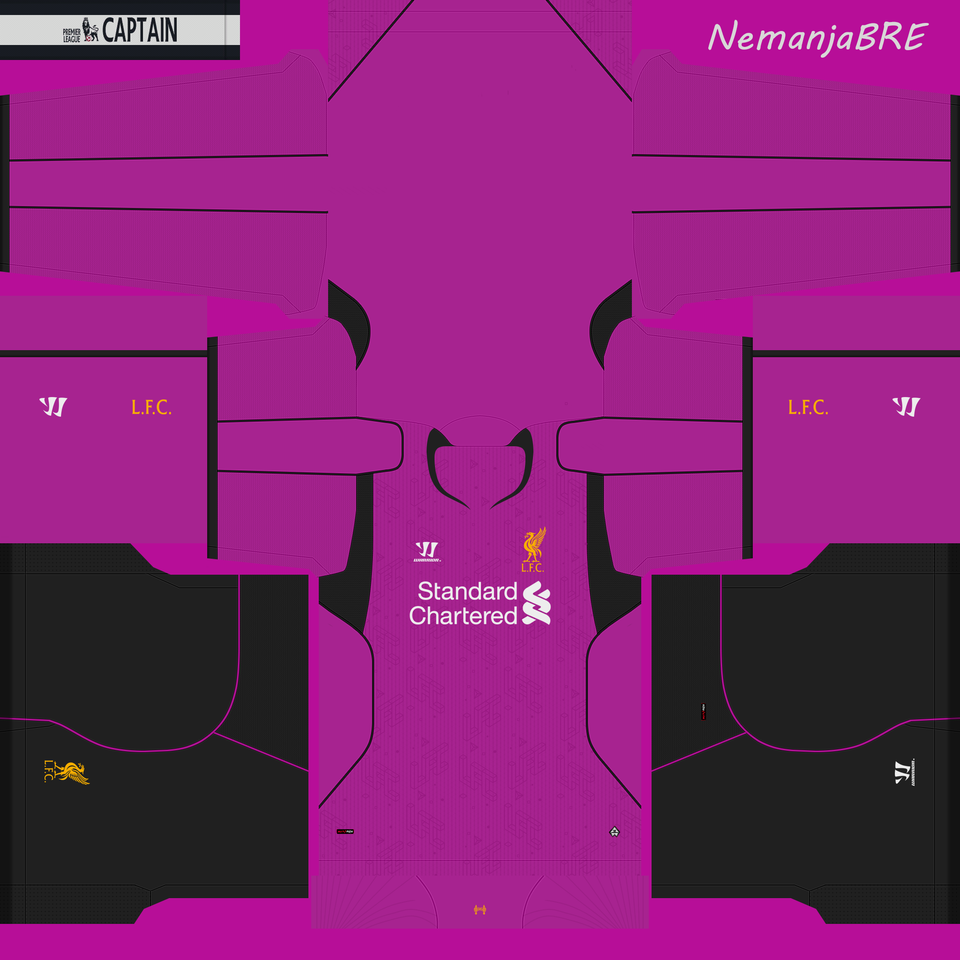 PREMIER
LEAGUE
CAPTAIN
NemanjaBRE
L.F.C.
L.F.C.
L.F.C.
Standard
Chartered
L.F.C.